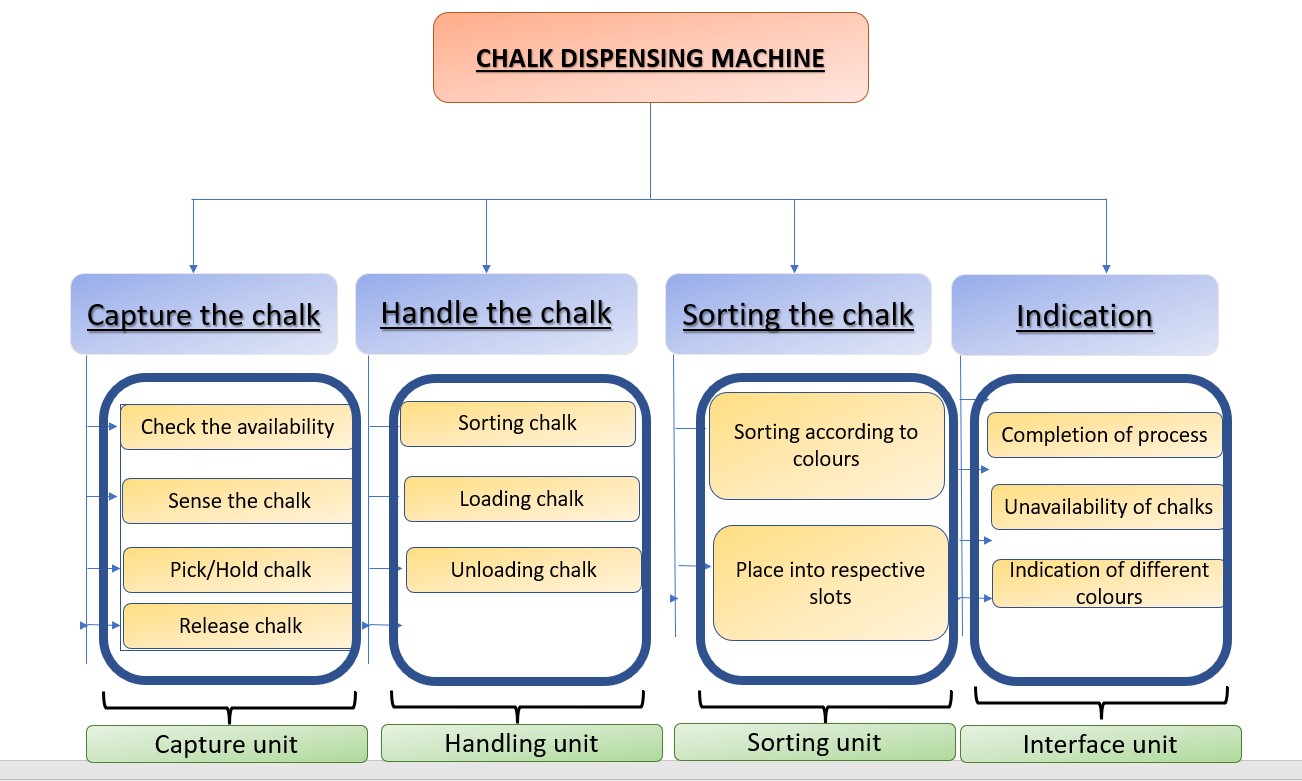 CHALK DISPENSING MACHINE
Capture the chalk
Handle the chalk
Sorting the chalk
Indication
Check the availability
Sense the chalk
Pick/Hold chalk
Release chalk
Sorting chalk
Loading chalk
Unloading chalk
Sorting according to
colours
Place into respective
slots
Completion of process
Unavailability of chalks
Indication of different
colours
Capture unit
Handling unit
Sorting unit
Interface unit